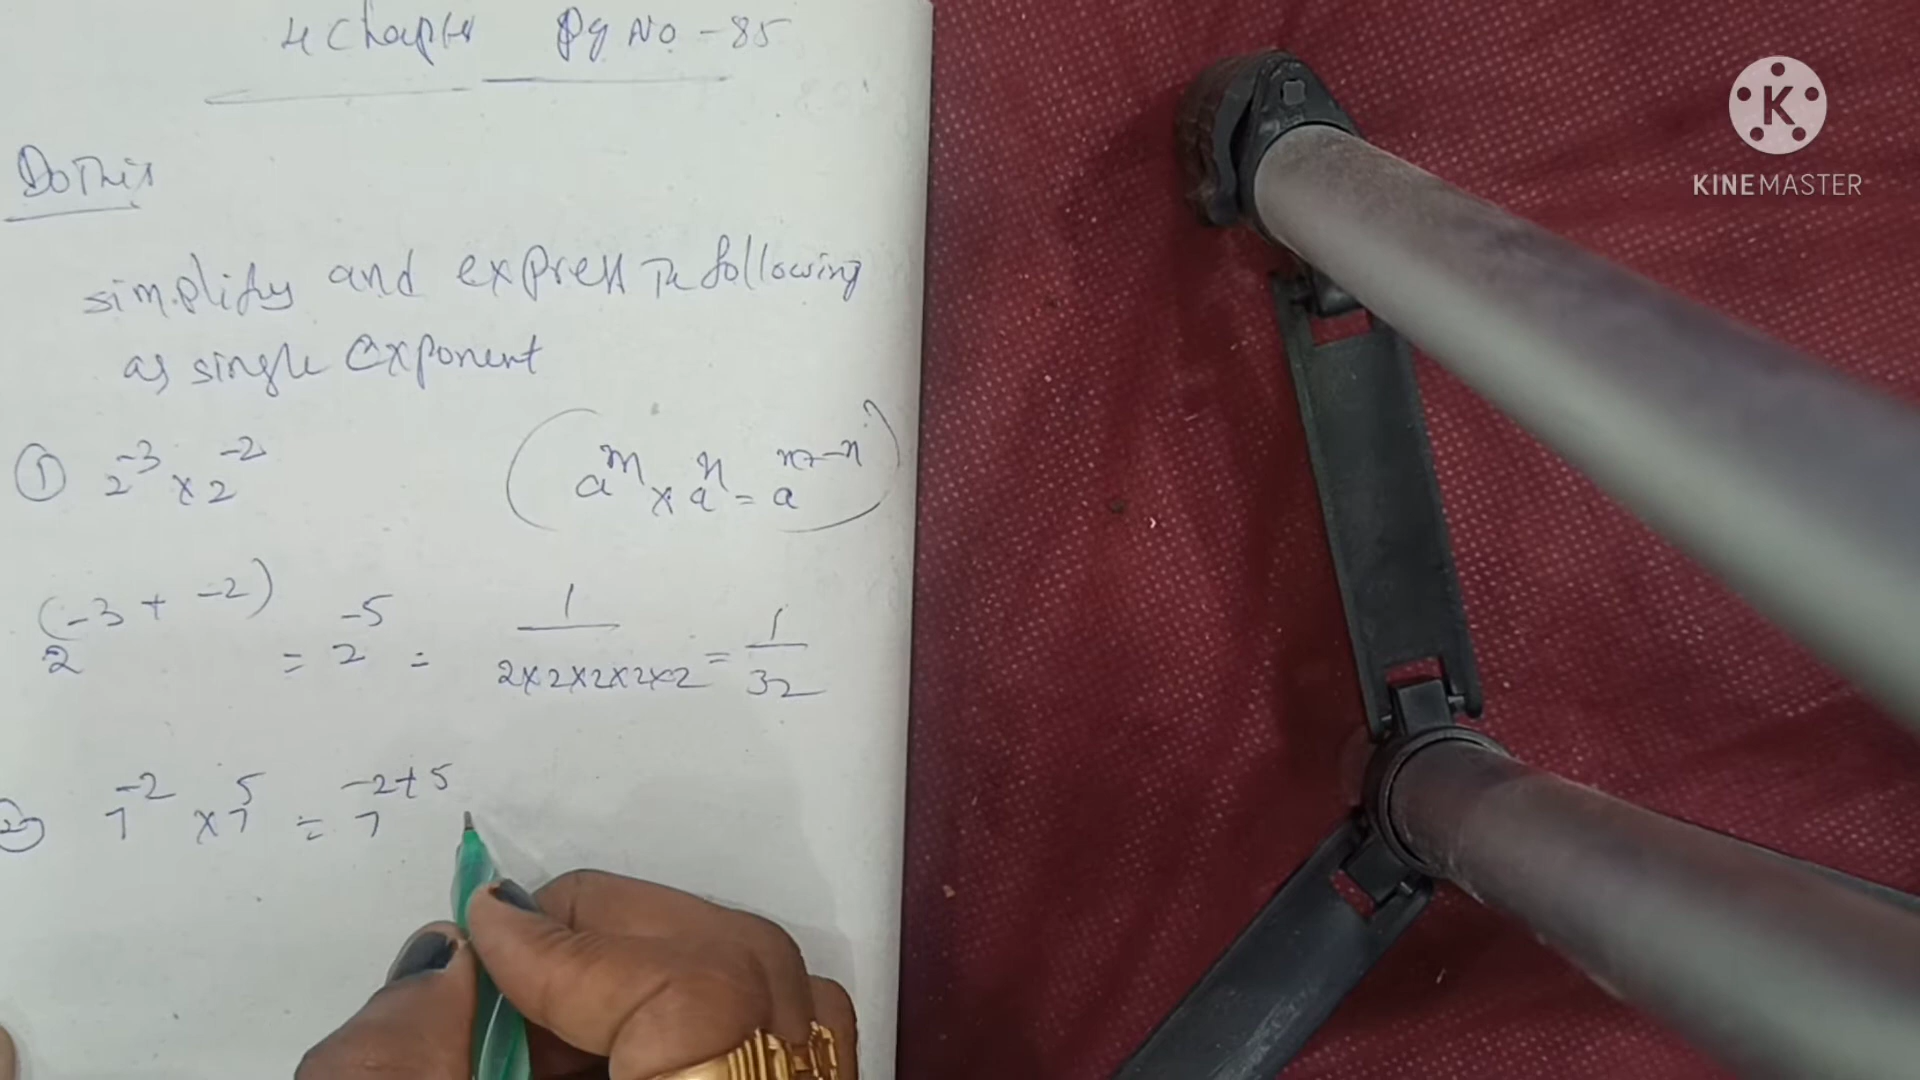 4 Chapter Pg No - 85
Do This
simplify and express The following
as single exponent
① 2^-3 × 2^-2 (a^m × a^n = a^m+n)
2^(-3 + -2) = 2^-5 = 1/2×2×2×2×2 = 1/32
② 7^-2 × 7^5 = 7^-2+5
K
KINEMASTER